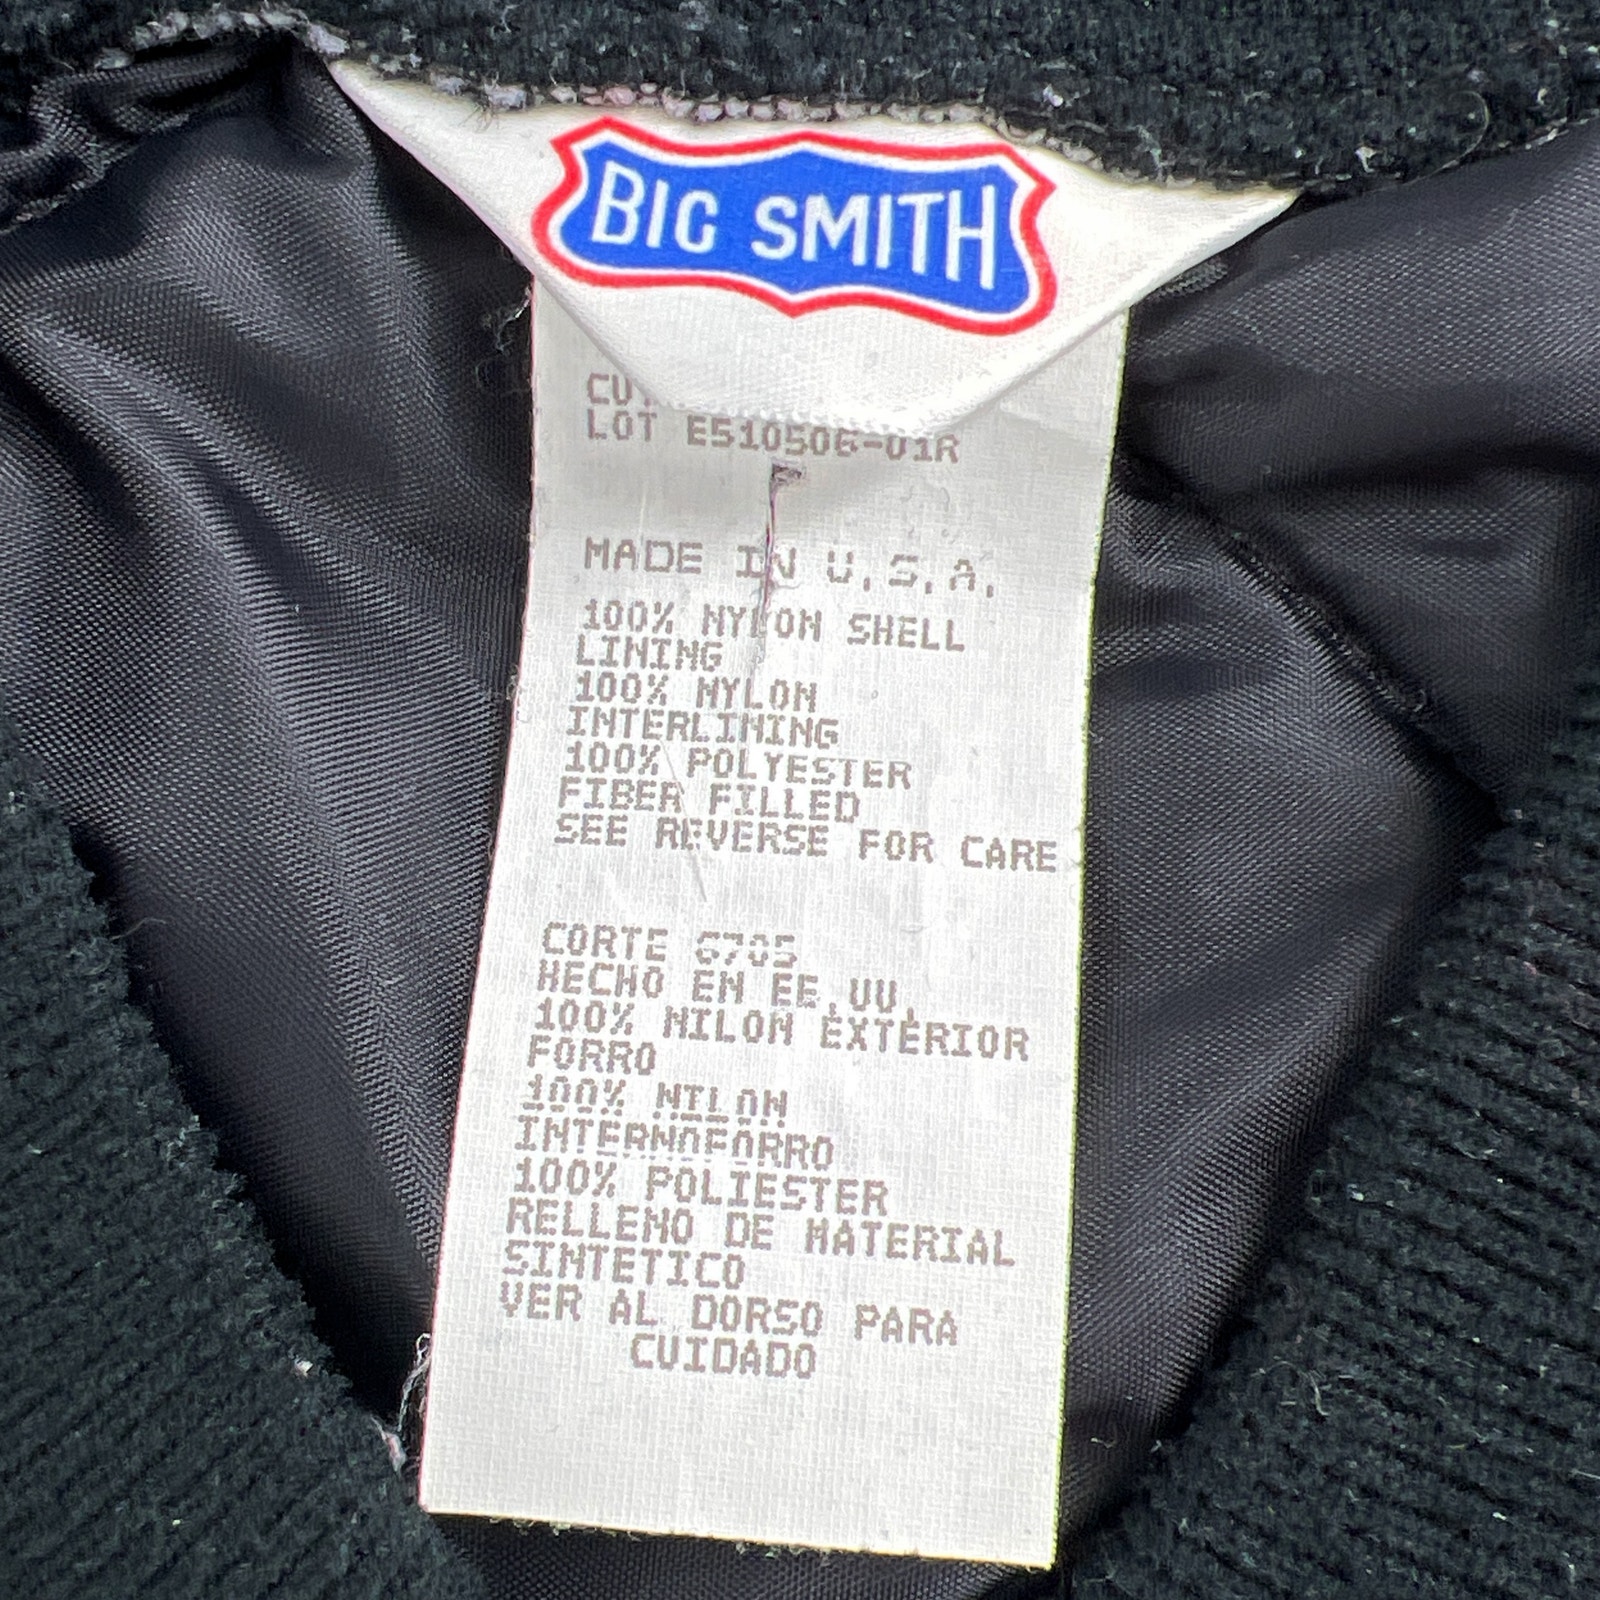 BIG SMITH
LOT E510506-01R
MADE IN U.S.A.
100% NYLON SHELL
LINING
100% NYLON
INTERLINING
100% POLYESTER
FIBER FILLED
SEE REVERSE FOR CARE
CORTE 6705
HECHO EN EE.UU.
100% NILON EXTERIOR
FORRO
100% NILON
INTERNOFORRO
100% POLIESTER
RELLENO DE MATERIAL
SINTETICO
VER AL DORSO PARA
CUIDADO